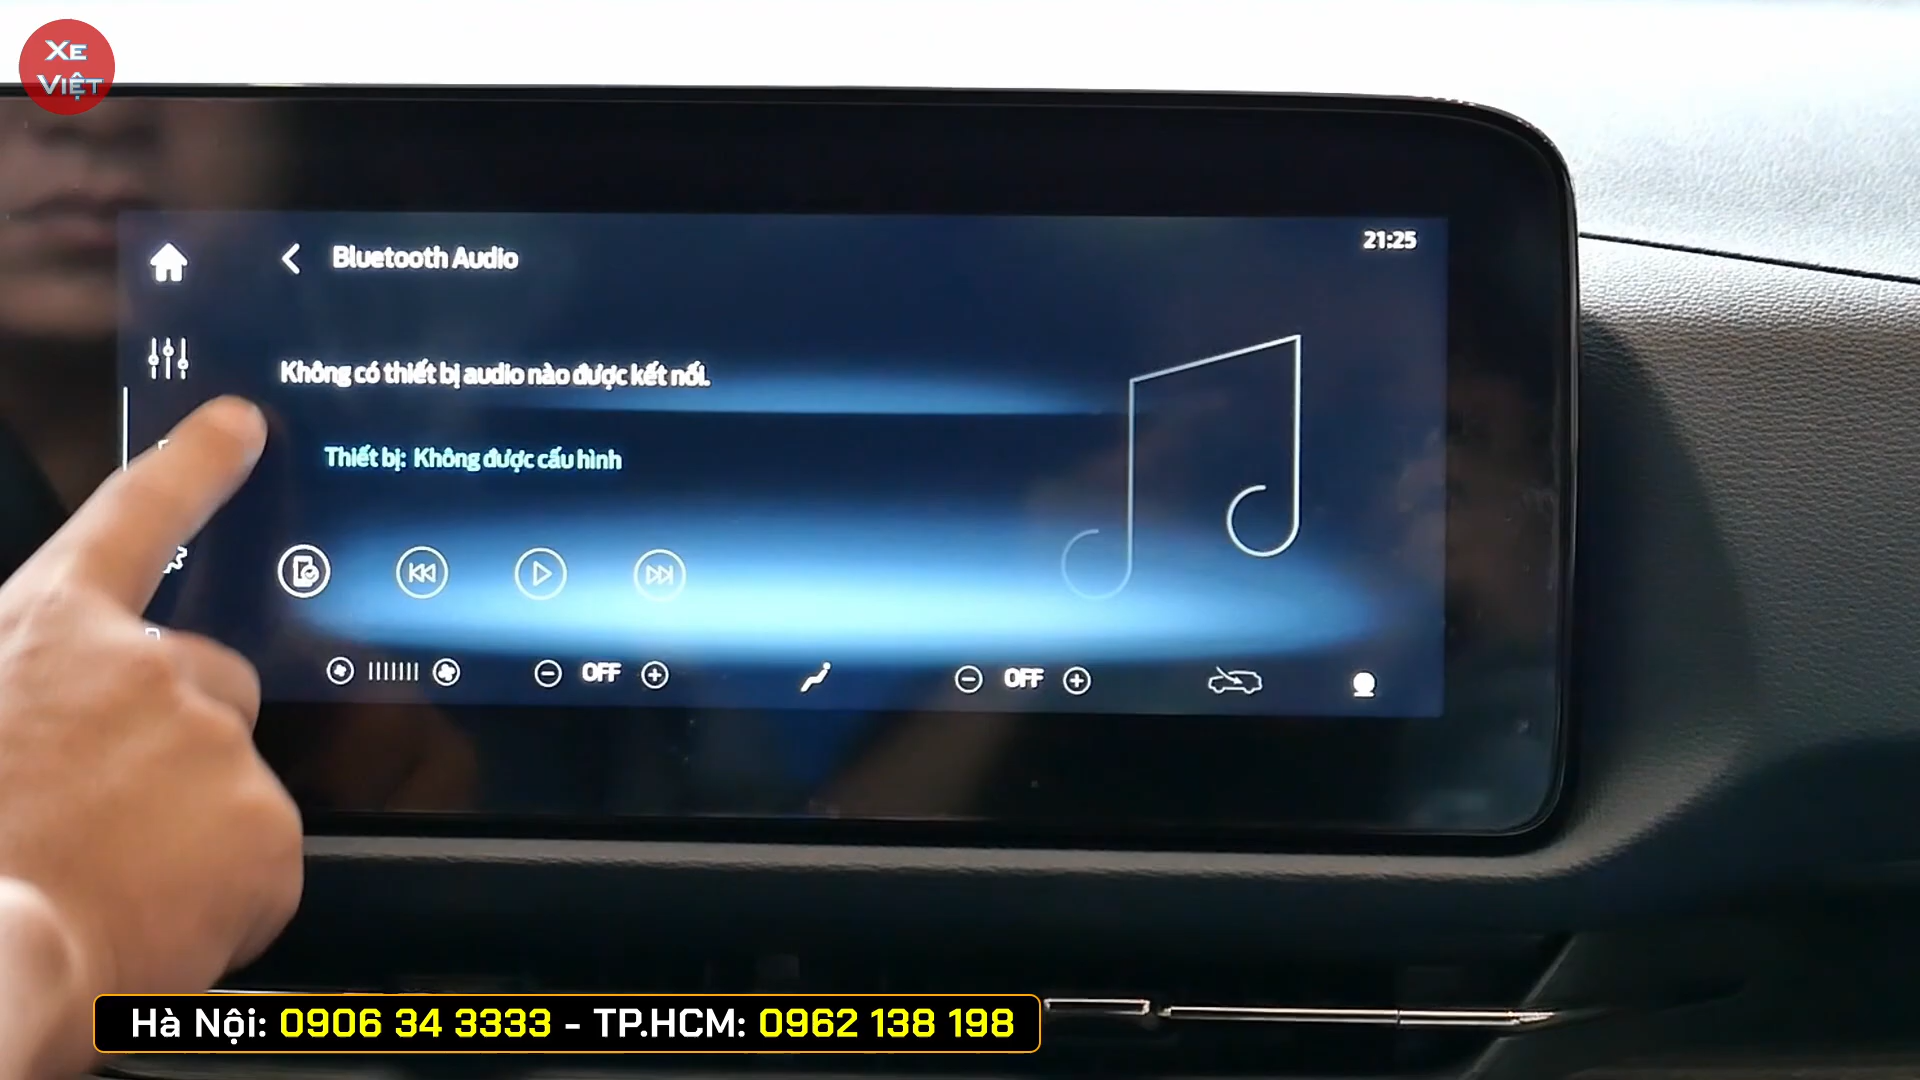 XE
VIỆT
Bluetooth Audio
21:25
Không có thiết bị audio nào được kết nối.
Thiết bị: Không được cấu hình
OFF
OFF
Hà Nội: 0906 34 3333 - TP.HCM: 0962 138 198